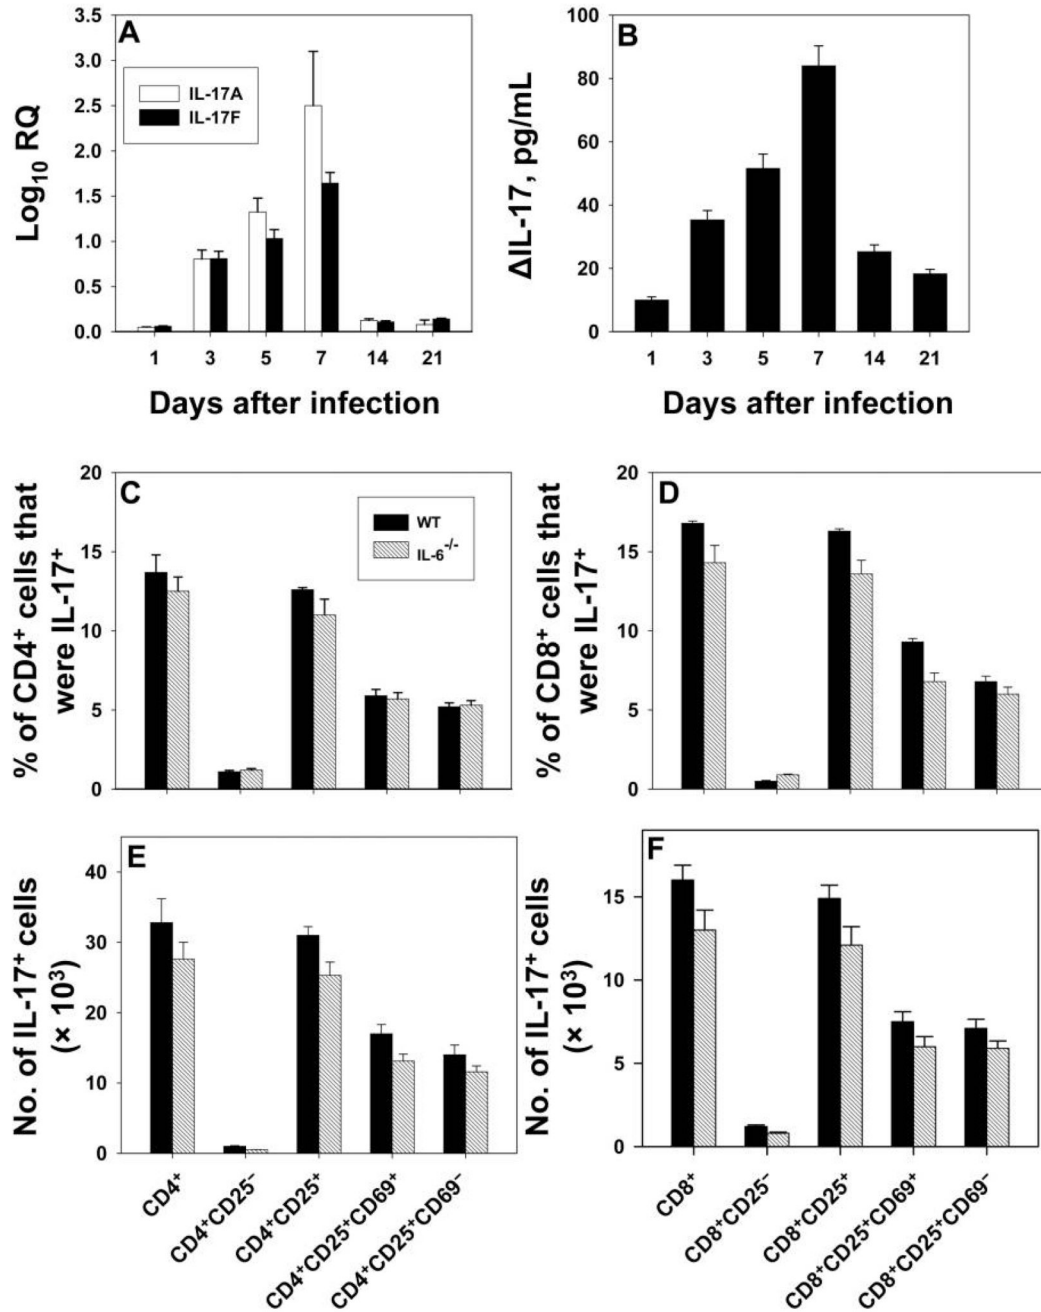 A
3.5
3.0
2.5
2.0
1.5
1.0
0.5
0.0
Log₁₀ RQ
IL-17A
IL-17F
1 3 5 7 14 21
Days after infection
B
100
80
60
40
20
0
ΔIL-17, pg/mL
1 3 5 7 14 21
Days after infection
C
20
15
10
5
0
% of CD4⁺ cells that
were IL-17⁺
WT
IL-6⁻/⁻
D
20
15
10
5
0
% of CD8⁺ cells that
were IL-17⁺
E
40
30
20
10
0
No. of IL-17⁺ cells
(× 10³)
CD4⁺
CD4⁺CD25⁻
CD4⁺CD25⁺
CD4⁺CD25⁺CD69⁺
CD4⁺CD25⁺CD69⁻
F
15
10
5
0
No. of IL-17⁺ cells
(× 10³)
CD8⁺
CD8⁺CD25⁻
CD8⁺CD25⁺
CD8⁺CD25⁺CD69⁺
CD8⁺CD25⁺CD69⁻